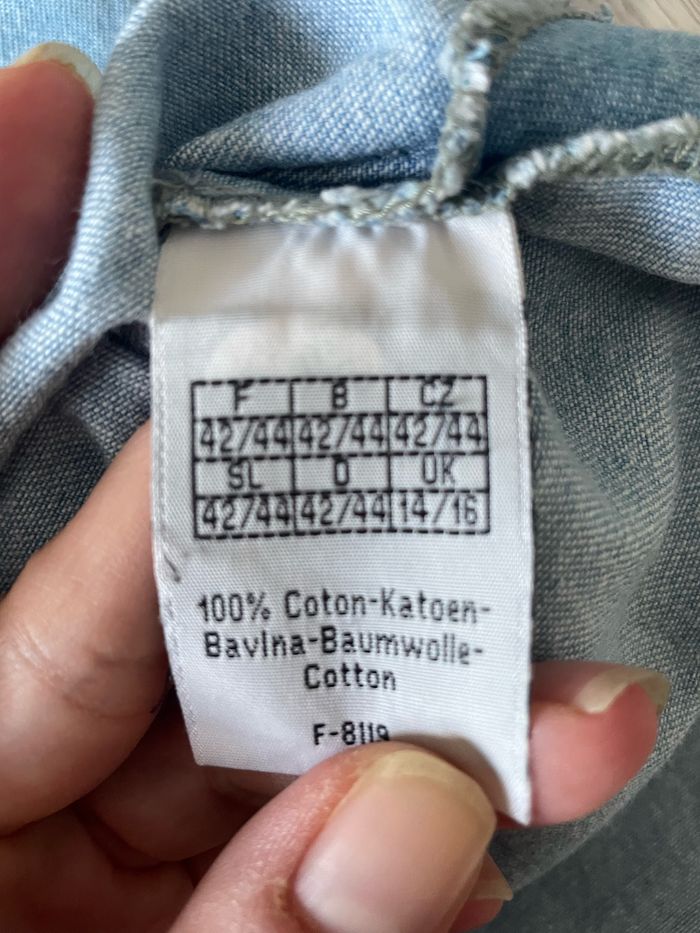 F B CZ
42/44 42/44 42/44
SL D UK
42/44 42/44 14/16
100% Coton-Katoen-
Bavlna-Baumwolle-
Cotton
F-8119